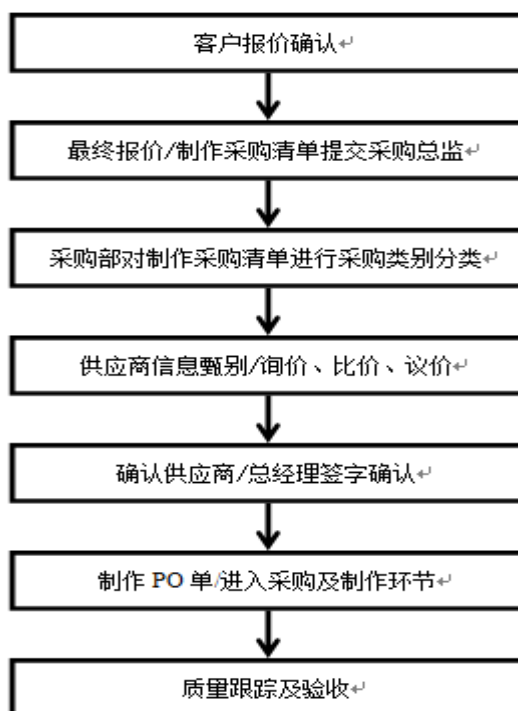 客户报价确认↵
最终报价/制作采购清单提交采购总监↵
采购部对制作采购清单进行采购类别分类↵
供应商信息甄别/询价、比价、议价↵
确认供应商/总经理签字确认↵
制作 PO 单/进入采购及制作环节↵
质量跟踪及验收↵